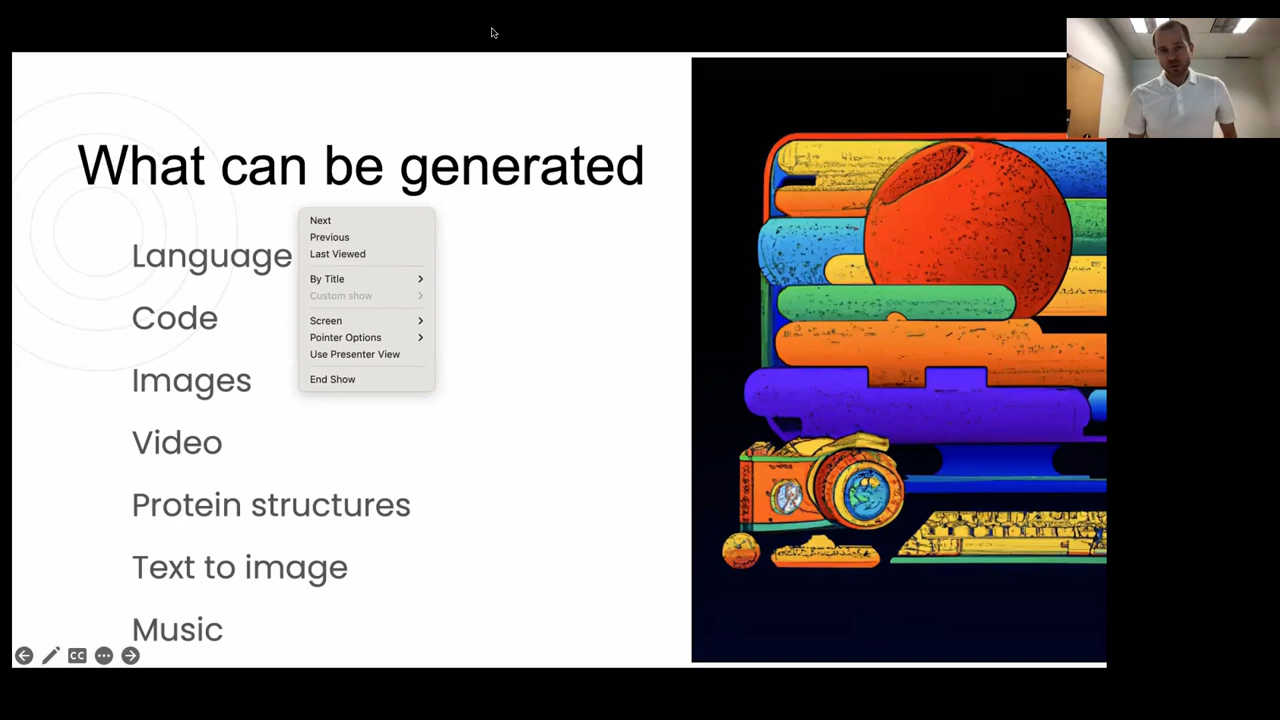 What can be generated
Language
Code
Images
Video
Protein structures
Text to image
Music
Next
Previous
Last Viewed
By Title
Custom show
Screen
Pointer Options
Use Presenter View
End Show
CC